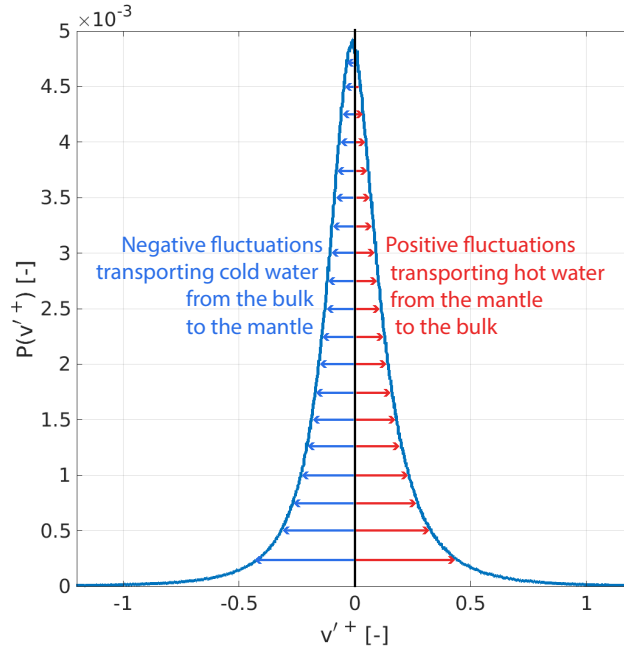 ×10⁻³
5
4.5
4
3.5
3
2.5
2
1.5
1
0.5
0
P(v′⁺) [-]
Negative fluctuations
transporting cold water
from the bulk
to the mantle
Positive fluctuations
transporting hot water
from the mantle
to the bulk
-1
-0.5
0
0.5
1
v′⁺ [-]